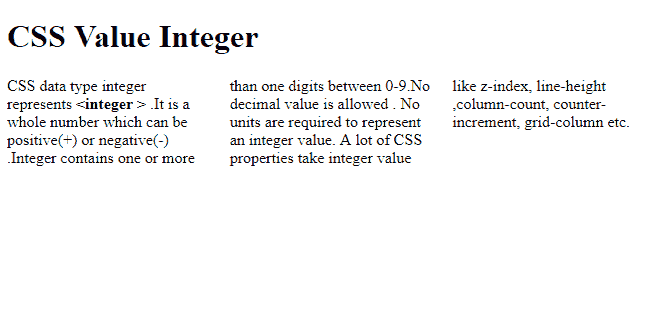 CSS Value Integer
CSS data type integer
represents <integer > .It is a
whole number which can be
positive(+) or negative(-)
.Integer contains one or more
than one digits between 0-9.No
decimal value is allowed . No
units are required to represent
an integer value. A lot of CSS
properties take integer value
like z-index, line-height
,column-count, counter-
increment, grid-column etc.